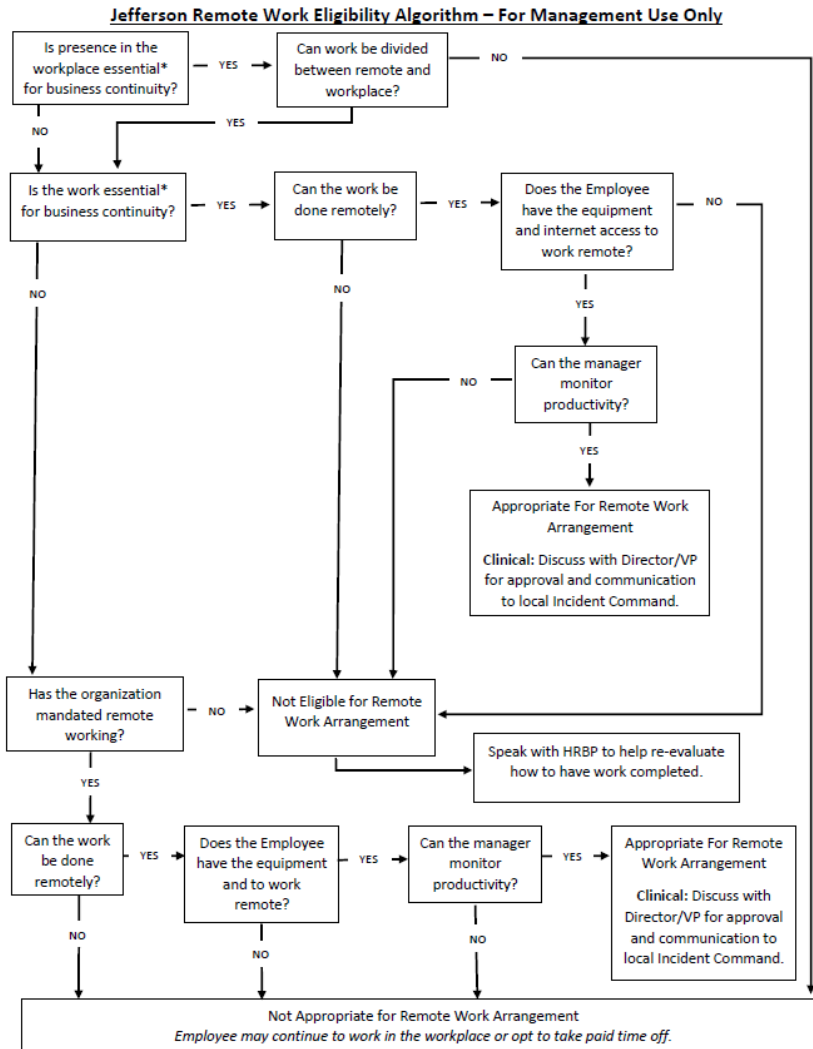 Jefferson Remote Work Eligibility Algorithm – For Management Use Only
Is presence in the
workplace essential*
for business continuity?
YES
Can work be divided
between remote and
workplace?
NO
NO
YES
Is the work essential*
for business continuity?
YES
Can the work be
done remotely?
YES
Does the Employee
have the equipment
and internet access to
work remote?
NO
NO
NO
YES
Can the manager
monitor
productivity?
NO
YES
Appropriate For Remote Work
Arrangement
Clinical: Discuss with Director/VP
for approval and communication
to local Incident Command.
Has the organization
mandated remote
working?
NO
Not Eligible for Remote
Work Arrangement
Speak with HRBP to help re-evaluate
how to have work completed.
YES
Can the work
be done
remotely?
YES
Does the Employee
have the equipment
and to work
remote?
YES
Can the manager
monitor
productivity?
YES
Appropriate For Remote
Work Arrangement
Clinical: Discuss with
Director/VP for approval
and communication to
local Incident Command.
NO
NO
NO
Not Appropriate for Remote Work Arrangement
Employee may continue to work in the workplace or opt to take paid time off.